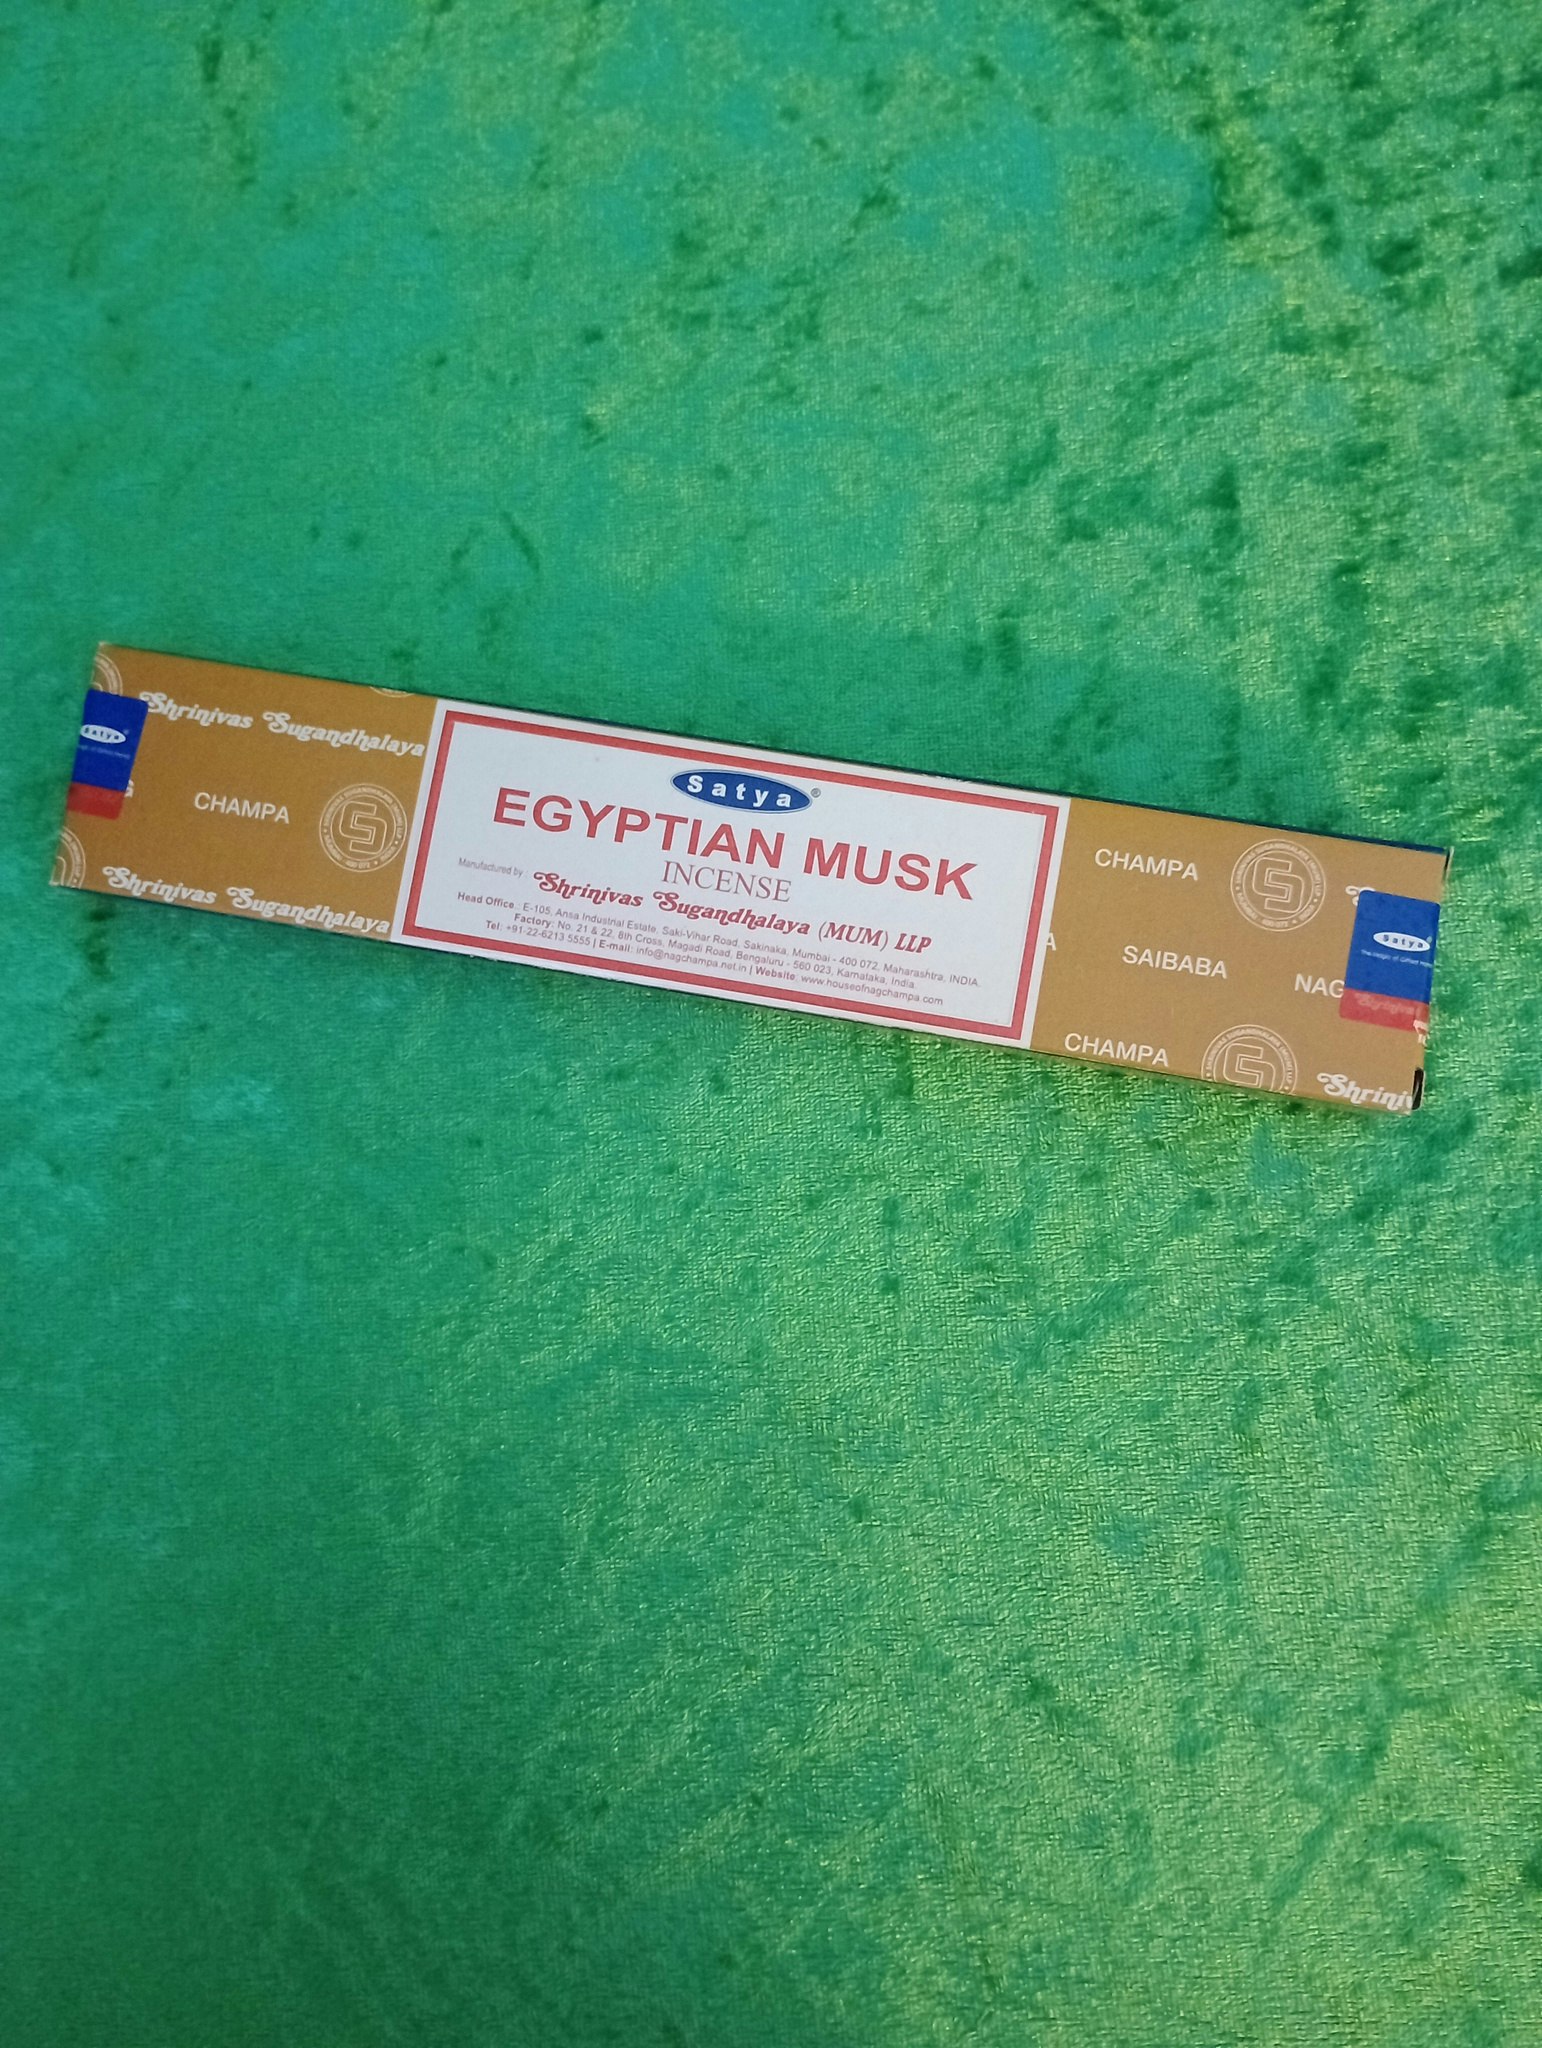 Satya®
Shrinivas Sugandhalaya
CHAMPA
Shrinivas Sugandhalaya
Satya®
EGYPTIAN MUSK
INCENSE
Manufactured by Shrinivas Sugandhalaya (MUM) LLP
Head Office.: E-105, Ansa Industrial Estate, Saki-Vihar Road, Sakinaka, Mumbai - 400 072, Maharashtra, INDIA.
Factory: No. 21 & 22, 8th Cross, Magadi Road, Bengaluru - 560 023, Karnataka, India.
Tel: +91-22-6213 5555 | E-mail: info@nagchampa.net.in | Website: www.houseofnagchampa.com
CHAMPA
SAIBABA NAG
CHAMPA
Shriniv
Satya®